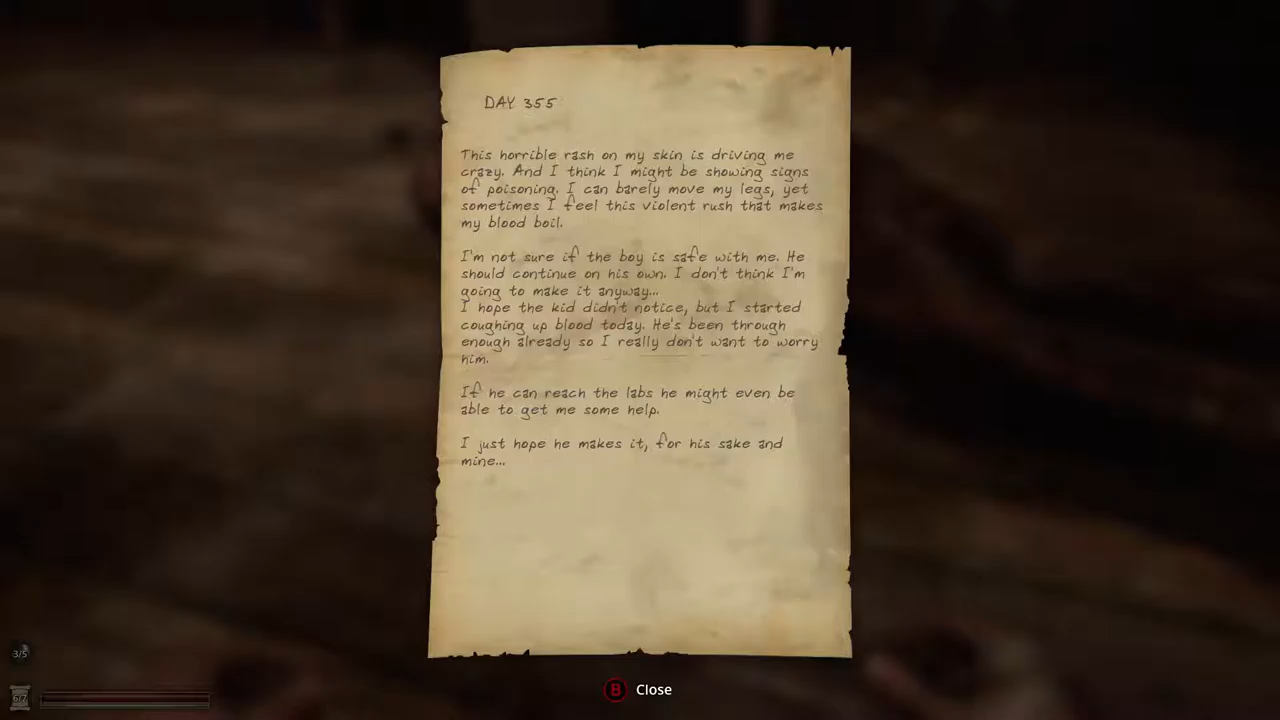 DAY 355
This horrible rash on my skin is driving me
crazy. And I think I might be showing signs
of poisoning. I can barely move my legs, yet
sometimes I feel this violent rush that makes
my blood boil.
I'm not sure if the boy is safe with me. He
should continue on his own. I don't think I'm
going to make it anyway...
I hope the kid didn't notice, but I started
coughing up blood today. He's been through
enough already so I really don't want to worry
him.
If he can reach the labs he might even be
able to get me some help.
I just hope he makes it, for his sake and
mine...
3/5
6/7
B Close